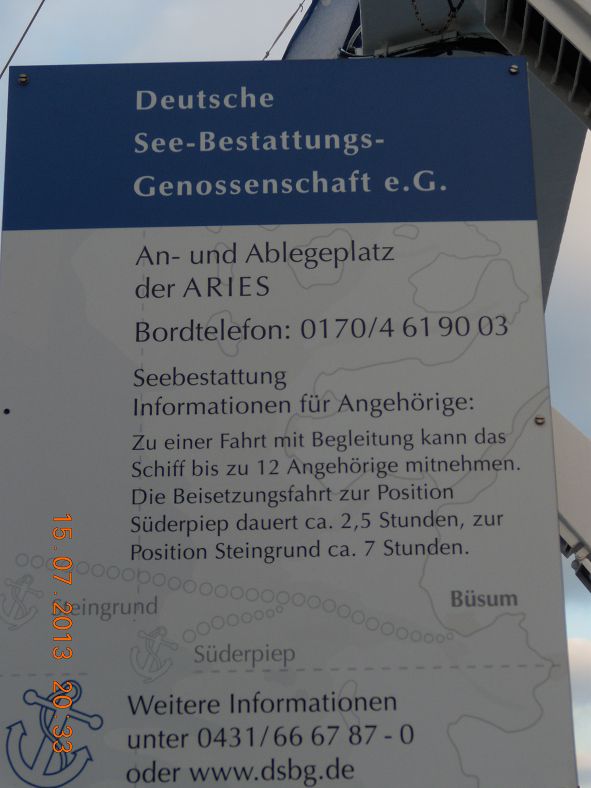 Deutsche
See-Bestattungs-
Genossenschaft e.G.
An- und Ablegeplatz
der ARIES
Bordtelefon: 0170/4 61 90 03
Seebestattung
Informationen für Angehörige:
Zu einer Fahrt mit Begleitung kann das
Schiff bis zu 12 Angehörige mitnehmen.
Die Beisetzungsfahrt zur Position
Süderpiep dauert ca. 2,5 Stunden, zur
Position Steingrund ca. 7 Stunden.
Steingrund
Büsum
Süderpiep
Weitere Informationen
unter 0431/66 67 87 - 0
oder www.dsbg.de
15.07.2013 20:33